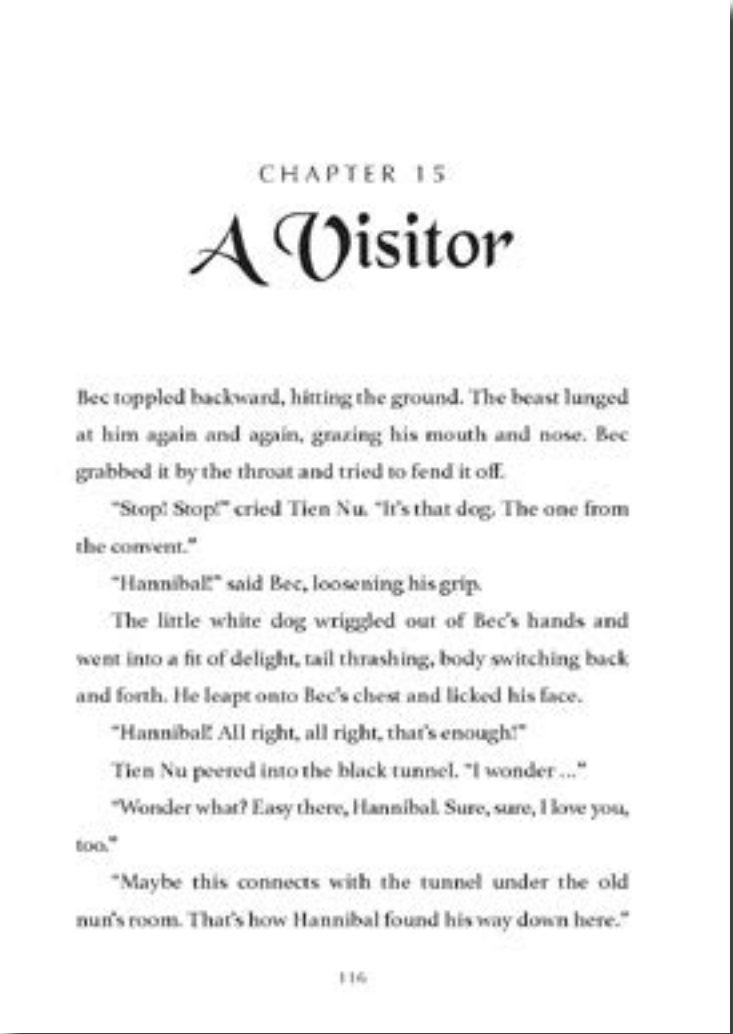 CHAPTER 15
A Visitor
Bec toppled backward, hitting the ground. The beast lunged
at him again and again, grazing his mouth and nose. Bec
grabbed it by the throat and tried to fend it off.
“Stop! Stop!” cried Tien Nu. “It’s that dog. The one from
the convent.”
“Hannibal!” said Bec, loosening his grip.
The little white dog wriggled out of Bec’s hands and
went into a fit of delight, tail thrashing, body switching back
and forth. He leapt onto Bec’s chest and licked his face.
“Hannibal! All right, all right, that’s enough!”
Tien Nu peered into the black tunnel. “I wonder ...”
“Wonder what? Easy there, Hannibal. Sure, sure, I love you,
too.”
“Maybe this connects with the tunnel under the old
nun’s room. That’s how Hannibal found his way down here.”
116